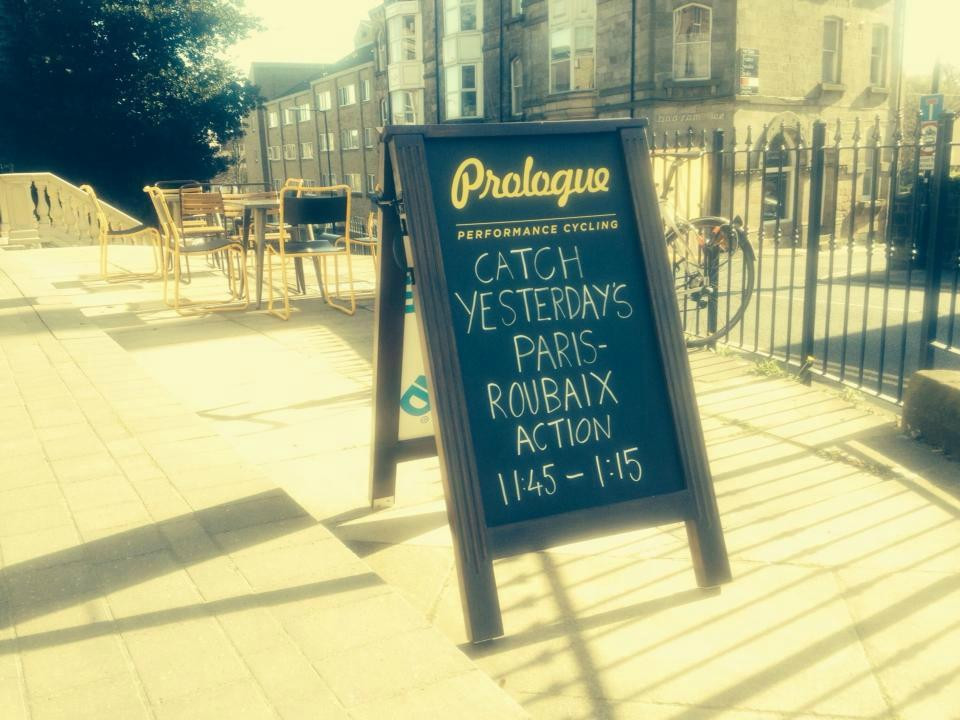 Prologue
PERFORMANCE CYCLING
CATCH
YESTERDAY'S
PARIS-
ROUBAIX
ACTION
11:45 – 1:15